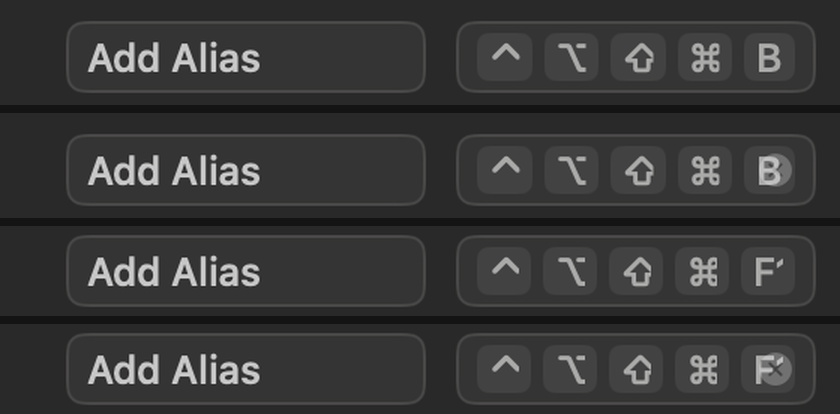 Add Alias ⌃ ⌥ ⇧ ⌘ B
Add Alias ⌃ ⌥ ⇧ ⌘ B
Add Alias ⌃ ⌥ ⇧ ⌘ F
Add Alias ⌃ ⌥ ⇧ ⌘ F